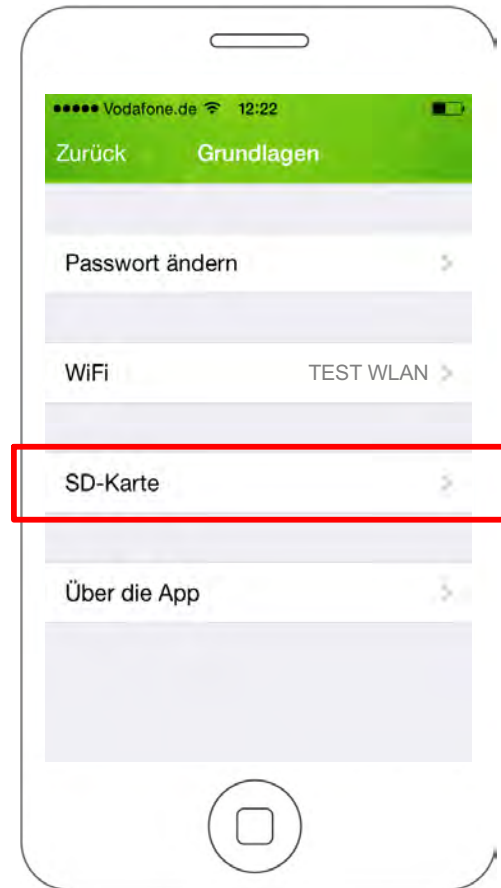 Vodafone.de 12:22
Zurück Grundlagen
Passwort ändern
WiFi TEST WLAN
SD-Karte
Über die App